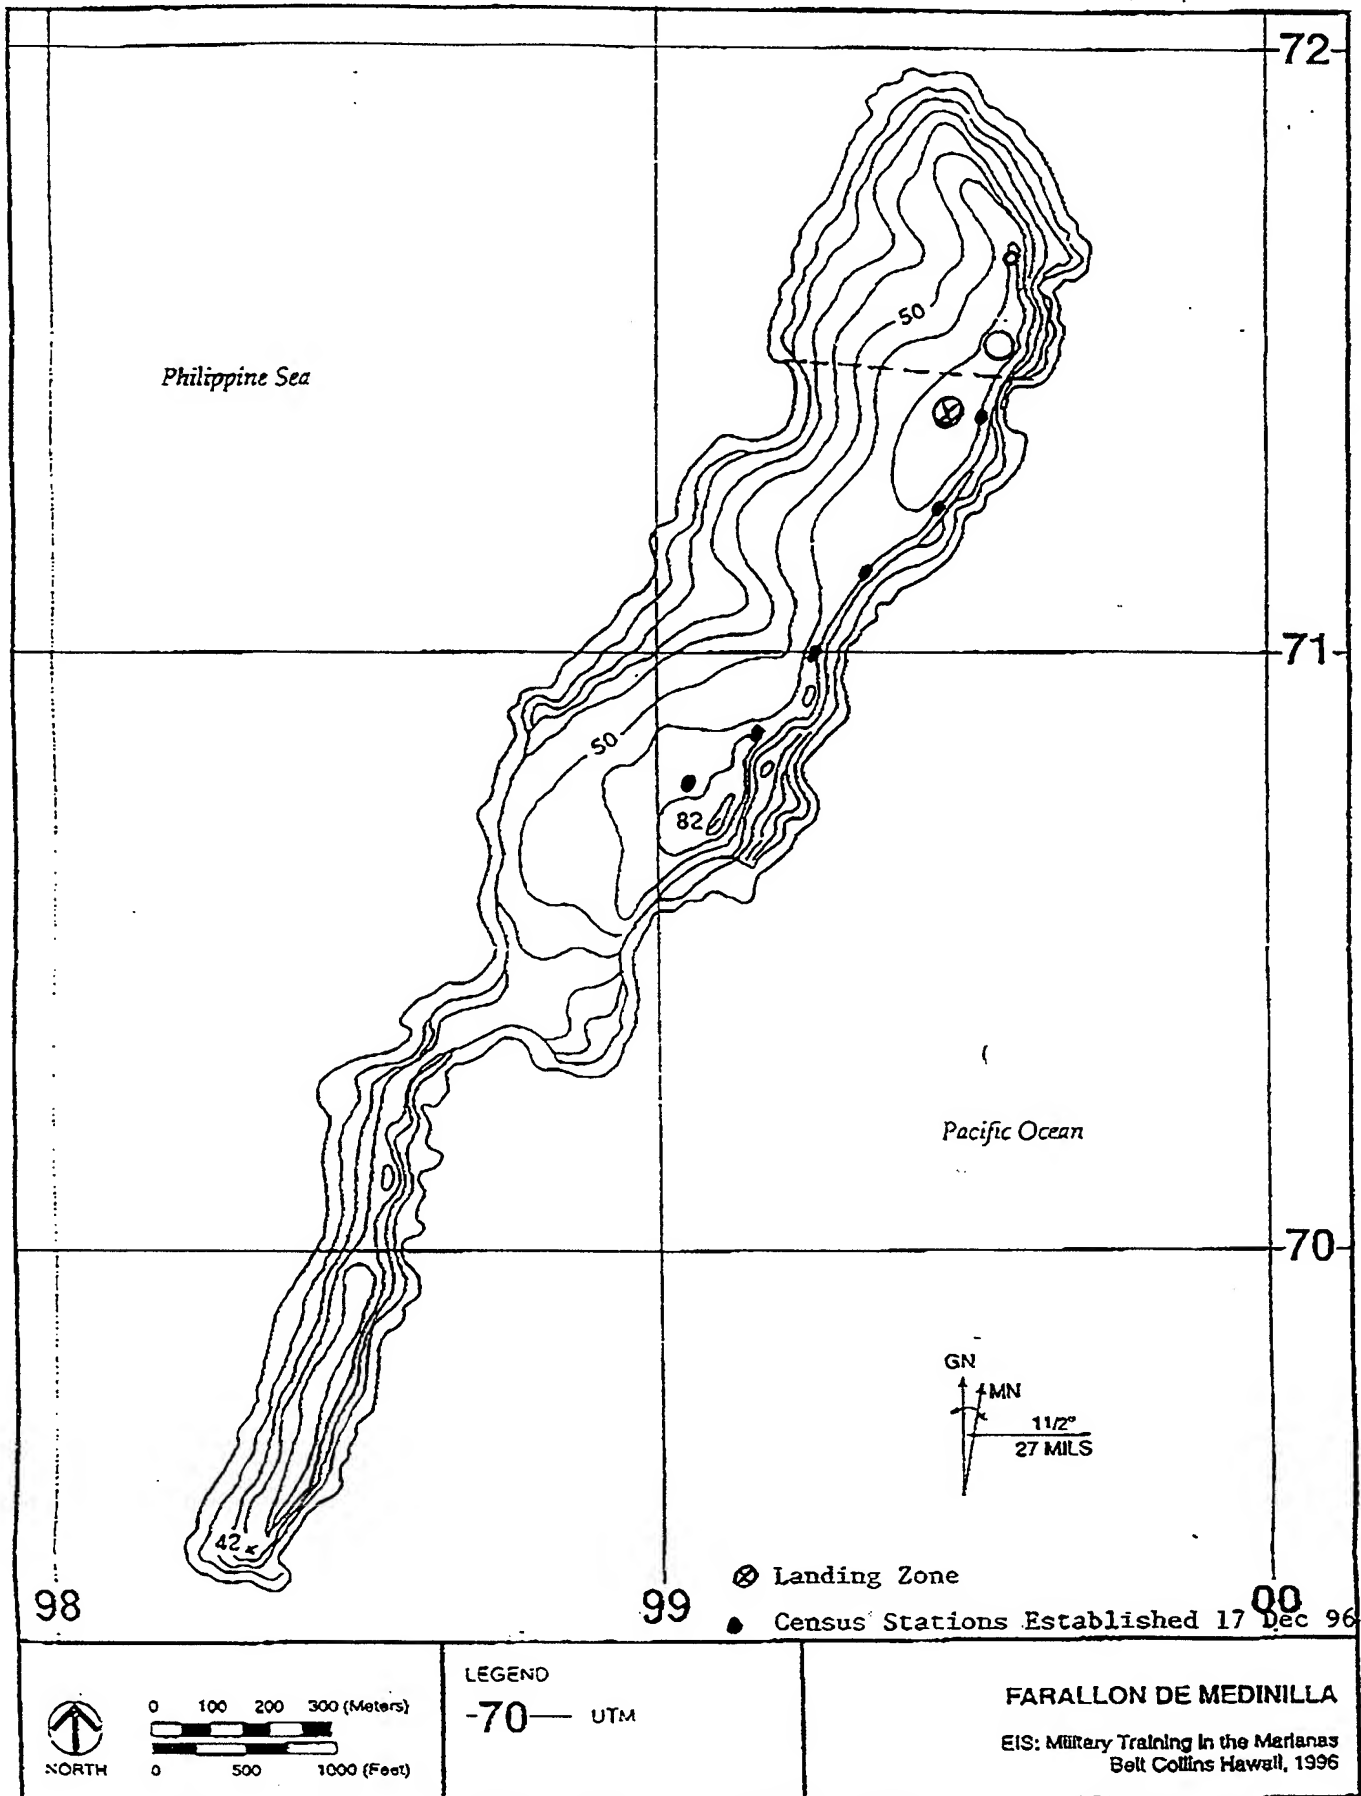 72
Philippine Sea
50
71
50
82
Pacific Ocean
70
GN
MN
11/2°
27 MILS
42
98
99
00
Landing Zone
Census Stations Established 17 Dec 96
LEGEND
-70— UTM
0 100 200 300 (Meters)
0 500 1000 (Feet)
NORTH
FARALLON DE MEDINILLA
EIS: Military Training in the Marianas
Belt Collins Hawaii, 1996